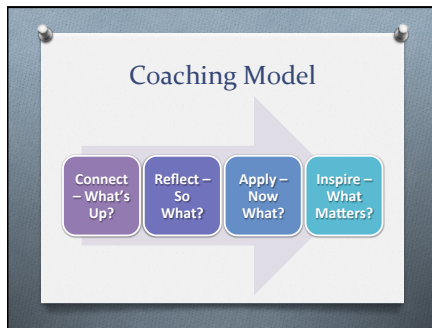 Coaching Model
Connect
– What's
Up?
Reflect –
So
What?
Apply –
Now
What?
Inspire –
What
Matters?